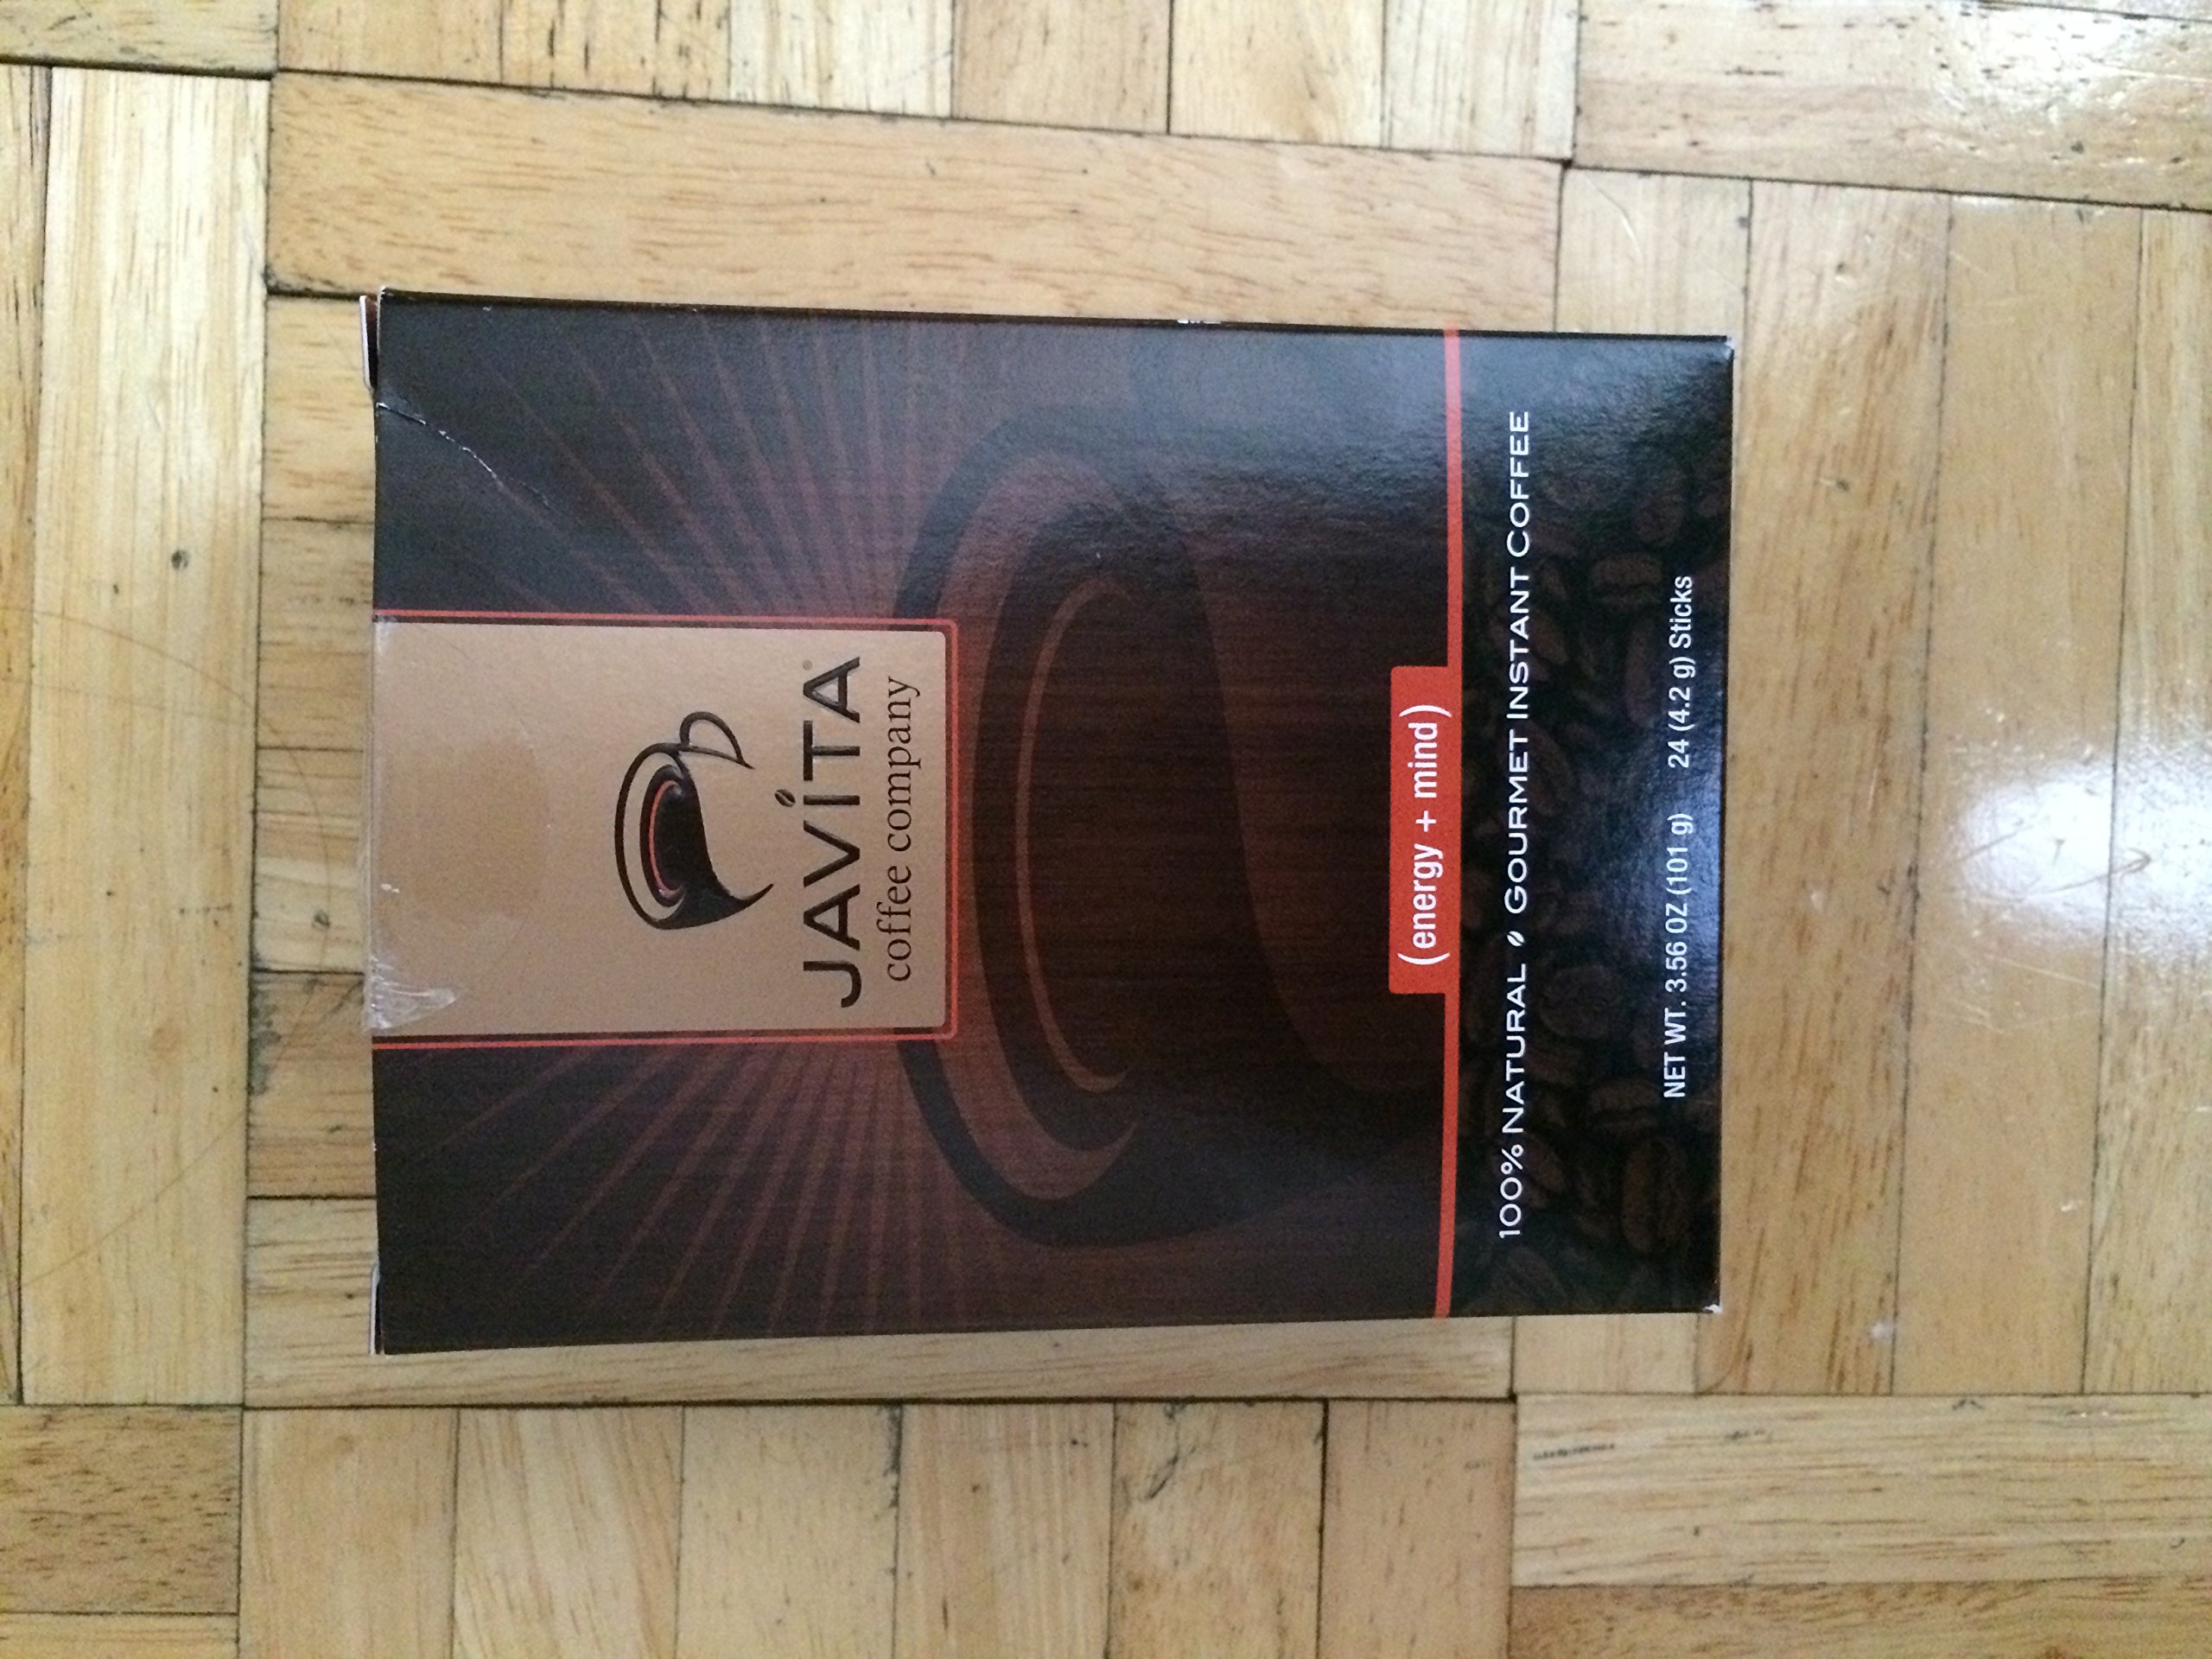 JAVITA®
coffee company
(energy + mind)
100% NATURAL GOURMET INSTANT COFFEE
NET WT. 3.56 OZ (101 g) 24 (4.2 g) Sticks